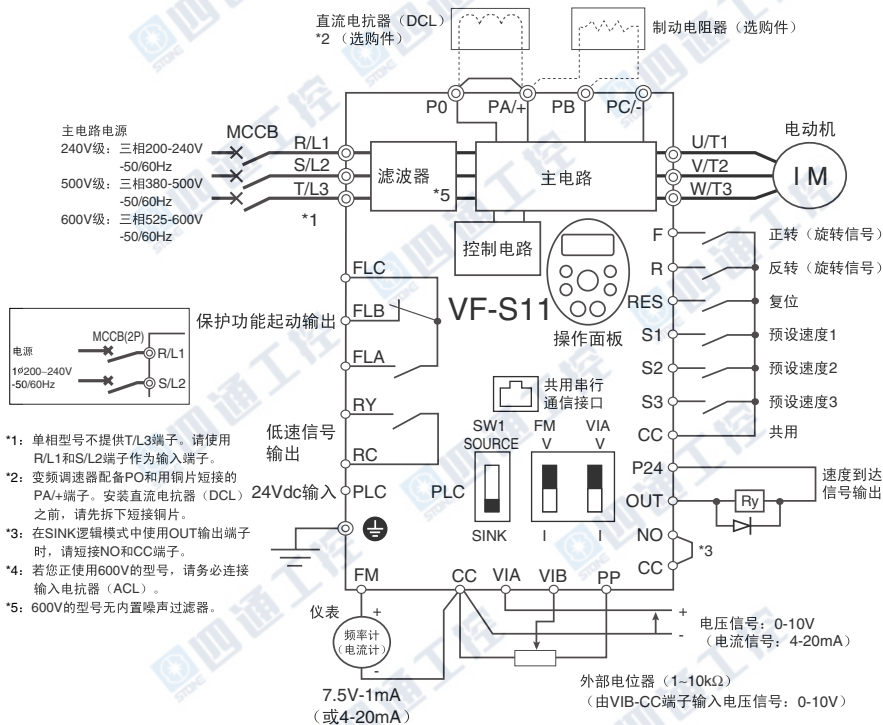 直流电抗器（DCL）
*2 （选购件）
制动电阻器（选购件）
P0
PA/+
PB
PC/-
主电路电源
240V级：三相200-240V
-50/60Hz
500V级：三相380-500V
-50/60Hz
600V级：三相525-600V
-50/60Hz
MCCB
R/L1
S/L2
T/L3
*1
滤波器
*5
主电路
U/T1
V/T2
W/T3
电动机
I M
控制电路
操作面板
VF-S11
FLC
FLB
FLA
保护功能起动输出
RY
RC
低速信号
输出
24Vdc输入
PLC
F
正转（旋转信号）
R
反转（旋转信号）
RES
复位
S1
预设速度1
S2
预设速度2
S3
预设速度3
CC
共用
P24
OUT
Ry
速度到达
信号输出
NO
CC
*3
共用串行
通信接口
SW1
SOURCE
PLC
SINK
FM
V
I
VIA
V
I
MCCB(2P)
电源
1Ø200~240V
-50/60Hz
R/L1
S/L2
*1：单相型号不提供T/L3端子。请使用
R/L1和S/L2端子作为输入端子。
*2：变频调速器配备PO和用铜片短接的
PA/+端子。安装直流电抗器（DCL）
之前，请先拆下短接铜片。
*3：在SINK逻辑模式中使用OUT输出端子
时，请短接NO和CC端子。
*4：若您正使用600V的型号，请务必连接
输入电抗器（ACL）。
*5：600V的型号无内置噪声过滤器。
FM
CC
VIA
VIB
PP
仪表
+
频率计
（电流计）
-
7.5V-1mA
（或4-20mA）
+
-
电压信号：0-10V
（电流信号：4-20mA）
外部电位器（1~10kΩ）
（由VIB-CC端子输入电压信号：0-10V）
四通工控
STONE